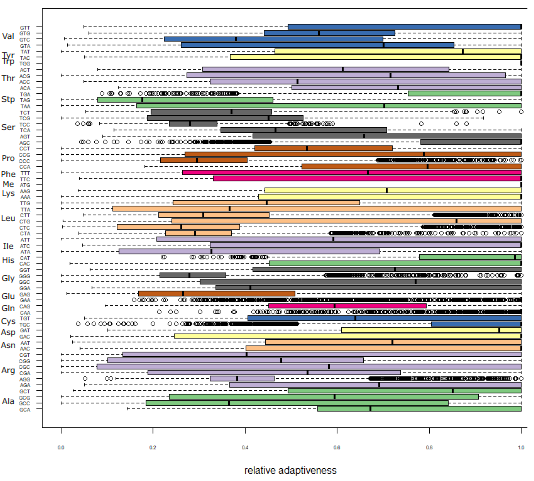 GTT
GTG
Val
GTC
GTA
TAT
Tyr
TAC
Trp
TGG
ACT
ACG
Thr
ACC
ACA
TGA
Stp
TAG
TAA
TCT
TCG
Ser
TCC
TCA
AGT
AGC
CCT
CCG
Pro
CCC
CCA
TTT
Phe
TTC
Me
ATG
AAG
Lys
AAA
TTG
TTA
CTT
Leu
CTG
CTC
CTA
ATT
Ile
ATC
ATA
CAT
His
CAC
GGT
GGG
Gly
GGC
GGA
GAG
Glu
GAA
CAG
Gln
CAA
TGT
Cys
TGC
GAT
Asp
GAC
AAT
Asn
AAC
CGT
CGG
CGC
Arg
CGA
AGG
AGA
GCT
GCG
Ala
GCC
GCA
0.0 0.2 0.4 0.6 0.8 1.0
relative adaptiveness